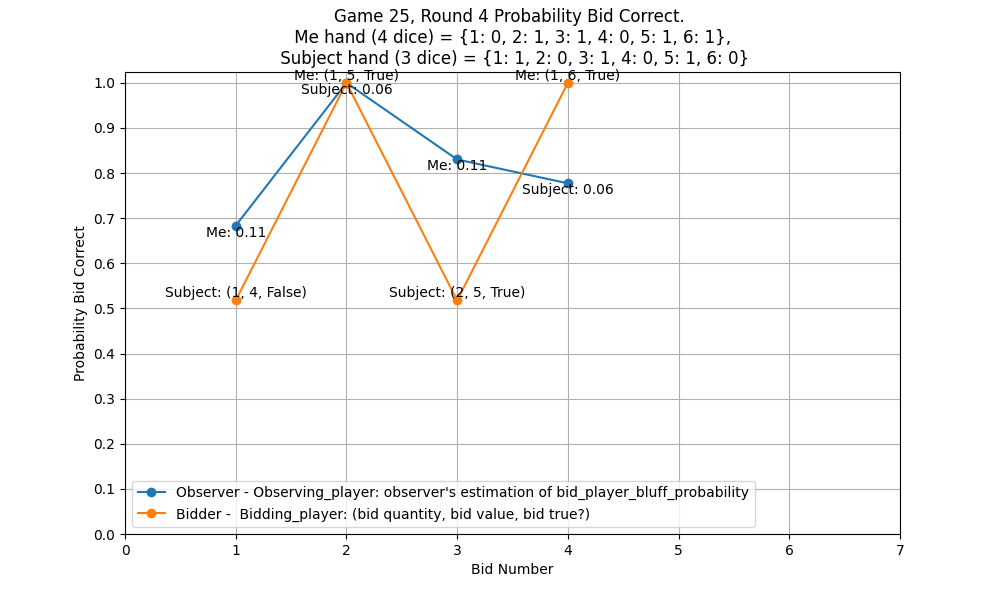 Game 25, Round 4 Probability Bid Correct.
Me hand (4 dice) = {1: 0, 2: 1, 3: 1, 4: 0, 5: 1, 6: 1},
Subject hand (3 dice) = {1: 1, 2: 0, 3: 1, 4: 0, 5: 1, 6: 0}
Me: (1, 5, True)
Me: (1, 6, True)
Subject: 0.06
Me: 0.11
Subject: 0.06
Me: 0.11
Subject: (1, 4, False)
Subject: (2, 5, True)
1.0
0.9
0.8
0.7
0.6
0.5
0.4
0.3
0.2
0.1
0.0
Probability Bid Correct
Observer - Observing_player: observer's estimation of bid_player_bluff_probability
Bidder -  Bidding_player: (bid quantity, bid value, bid true?)
0 1 2 3 4 5 6 7
Bid Number